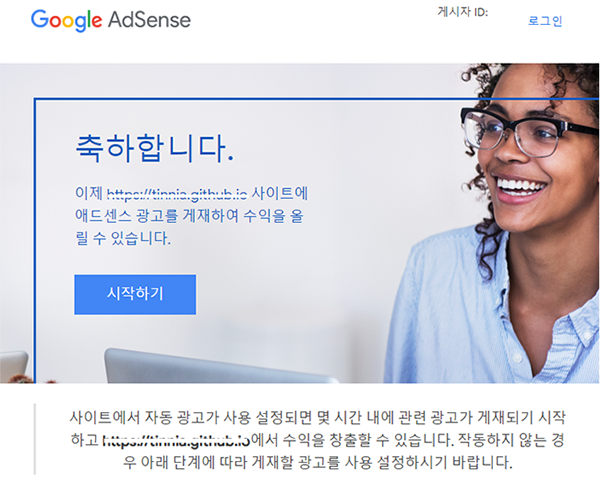 Google AdSense
게시자 ID:
로그인
축하합니다.
이제 https://tinnia.github.io 사이트에
애드센스 광고를 게재하여 수익을 올
릴 수 있습니다.
시작하기
사이트에서 자동 광고가 사용 설정되면 몇 시간 내에 관련 광고가 게재되기 시작
하고 https://tinnia.github.io에서 수익을 창출할 수 있습니다. 작동하지 않는 경
우 아래 단계에 따라 게재할 광고를 사용 설정하시기 바랍니다.